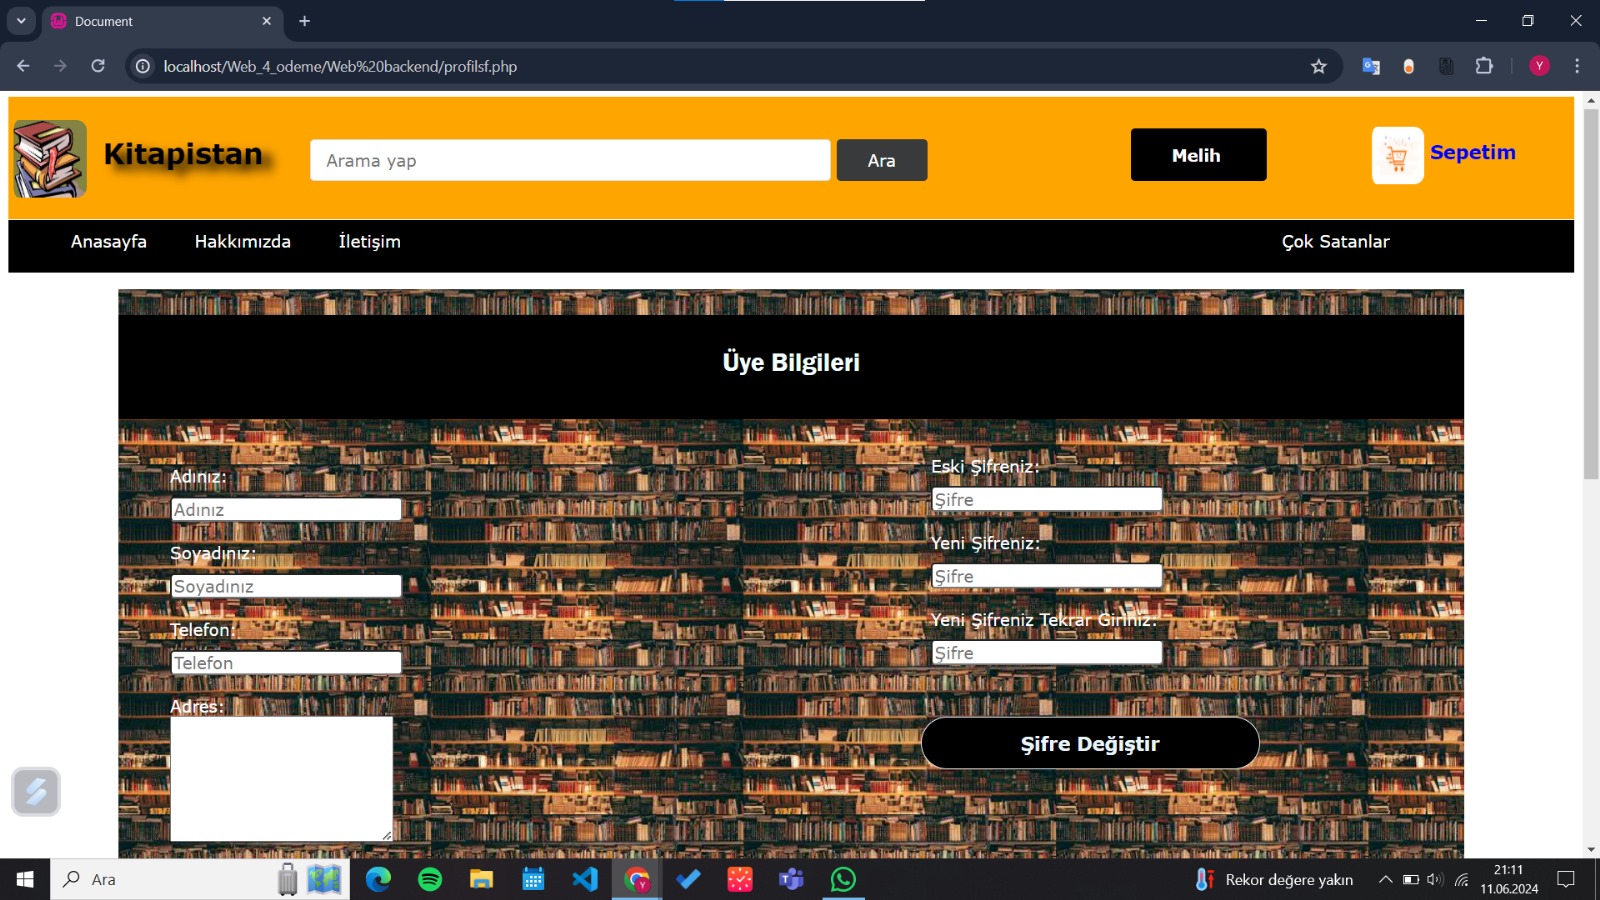 Document
localhost/Web_4_odeme/Web%20backend/profilsf.php
Y
Kitapistan
Arama yap
Ara
Melih
Sepetim
Anasayfa
Hakkımızda
İletişim
Çok Satanlar
Üye Bilgileri
Adınız:
Adınız
Soyadınız:
Soyadınız
Telefon:
Telefon
Adres:
Eski Şifreniz:
Şifre
Yeni Şifreniz:
Şifre
Yeni Şifreniz Tekrar Giriniz:
Şifre
Şifre Değiştir
Ara
Rekor değere yakın
21:11
11.06.2024